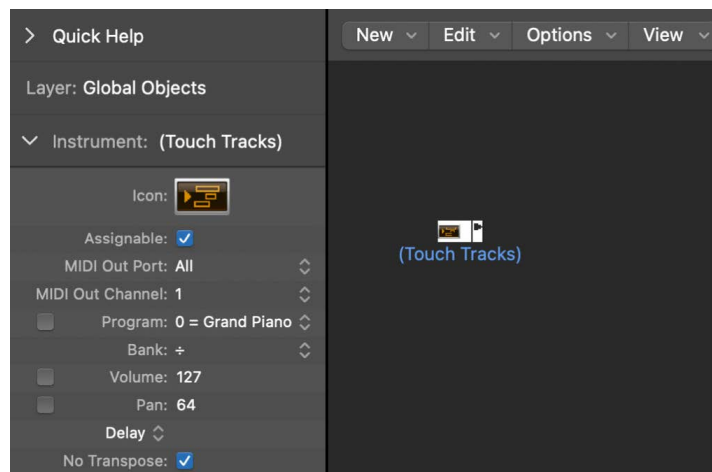 Quick Help
New Edit Options View
Layer: Global Objects
Instrument: (Touch Tracks)
Icon:
Assignable:
MIDI Out Port: All
MIDI Out Channel: 1
Program: 0 = Grand Piano
Bank: ÷
Volume: 127
Pan: 64
Delay
No Transpose:
(Touch Tracks)